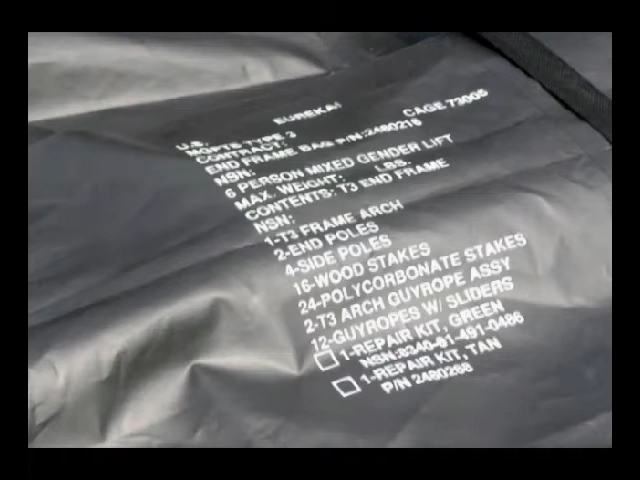 U.S. EUREKA! CAGE 73005
MGPTS TYPE 3
CONTRACT:
END FRAME BAG P/N:2480218
NSN:
6 PERSON MIXED GENDER LIFT
MAX. WEIGHT: LBS.
CONTENTS: T3 END FRAME
NSN:
1-T3 FRAME ARCH
2-END POLES
4-SIDE POLES
16-WOOD STAKES
24-POLYCORBONATE STAKES
2-T3 ARCH GUYROPE ASSY
12-GUYROPES W/ SLIDERS
1-REPAIR KIT, GREEN
NSN:8340-01-491-0486
1-REPAIR KIT, TAN
P/N 2480268